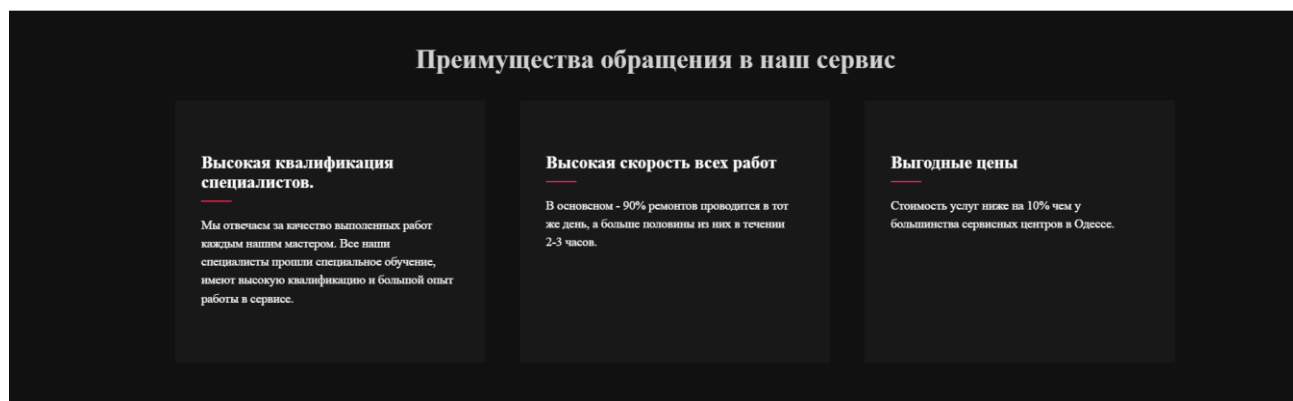 Преимущества обращения в наш сервис
Высокая квалификация
специалистов.
Мы отвечаем за качество выполенных работ
каждым нашим мастером. Все наши
специалисты прошли специальное обучение,
имеют высокую квалификацию и большой опыт
работы в сервисе.
Высокая скорость всех работ
В основеном - 90% ремонтов проводится в тот
же день, а больше половины из них в течении
2-3 часов.
Выгодные цены
Стоимость услуг ниже на 10% чем у
большинства сервисных центров в Одессе.